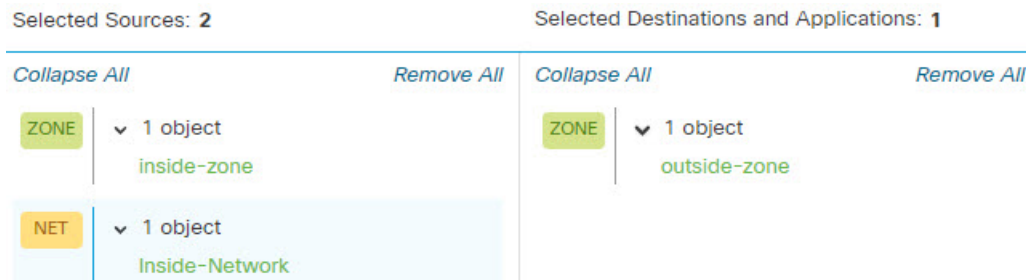 Selected Sources: 2
Selected Destinations and Applications: 1
Collapse All
Remove All
Collapse All
Remove All
ZONE
1 object
inside-zone
ZONE
1 object
outside-zone
NET
1 object
Inside-Network